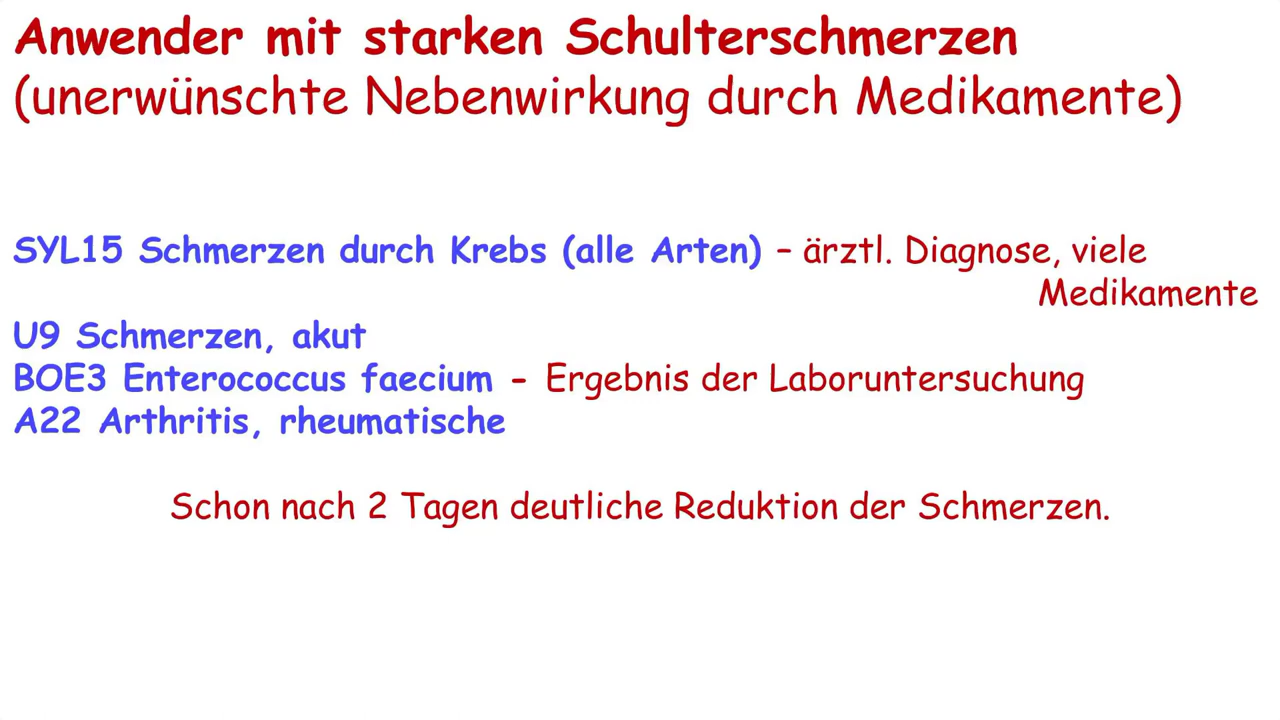 Anwender mit starken Schulterschmerzen
(unerwünschte Nebenwirkung durch Medikamente)
SYL15 Schmerzen durch Krebs (alle Arten) – ärztl. Diagnose, viele
Medikamente
U9 Schmerzen, akut
BOE3 Enterococcus faecium - Ergebnis der Laboruntersuchung
A22 Arthritis, rheumatische
Schon nach 2 Tagen deutliche Reduktion der Schmerzen.